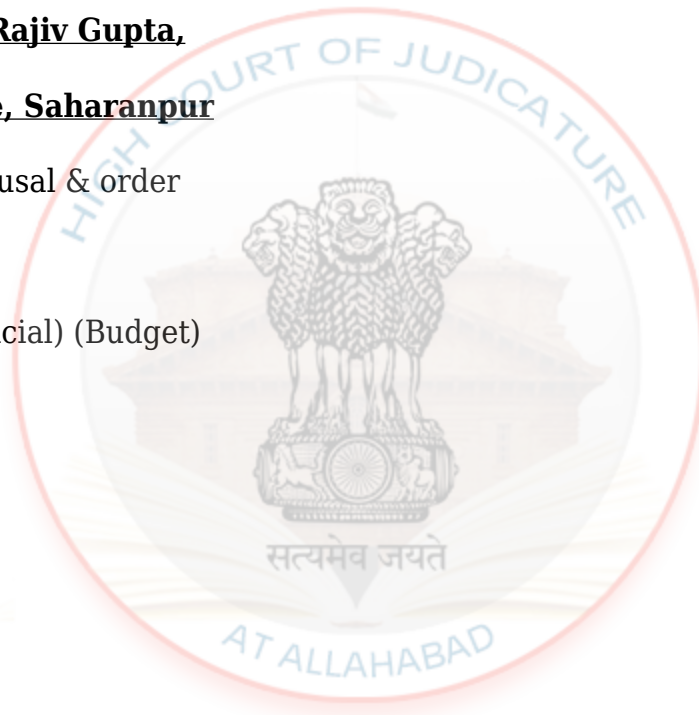 Rajiv Gupta,
HIGH COURT OF JUDICATURE
e, Saharanpur
usal & order
cial) (Budget)
सत्यमेव जयते
AT ALLAHABAD